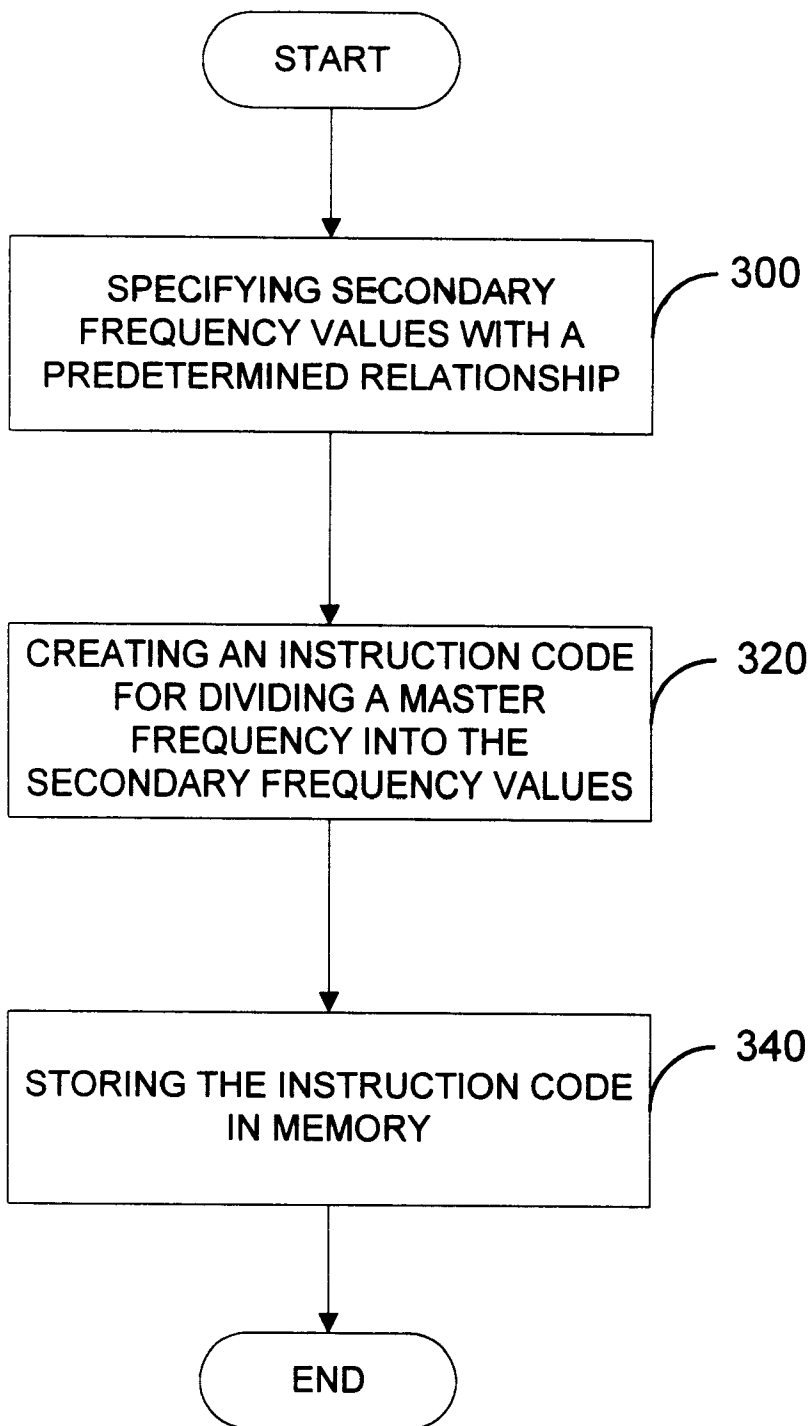 START
SPECIFYING SECONDARY
FREQUENCY VALUES WITH A
PREDETERMINED RELATIONSHIP
300
CREATING AN INSTRUCTION CODE
FOR DIVIDING A MASTER
FREQUENCY INTO THE
SECONDARY FREQUENCY VALUES
320
STORING THE INSTRUCTION CODE
IN MEMORY
340
END